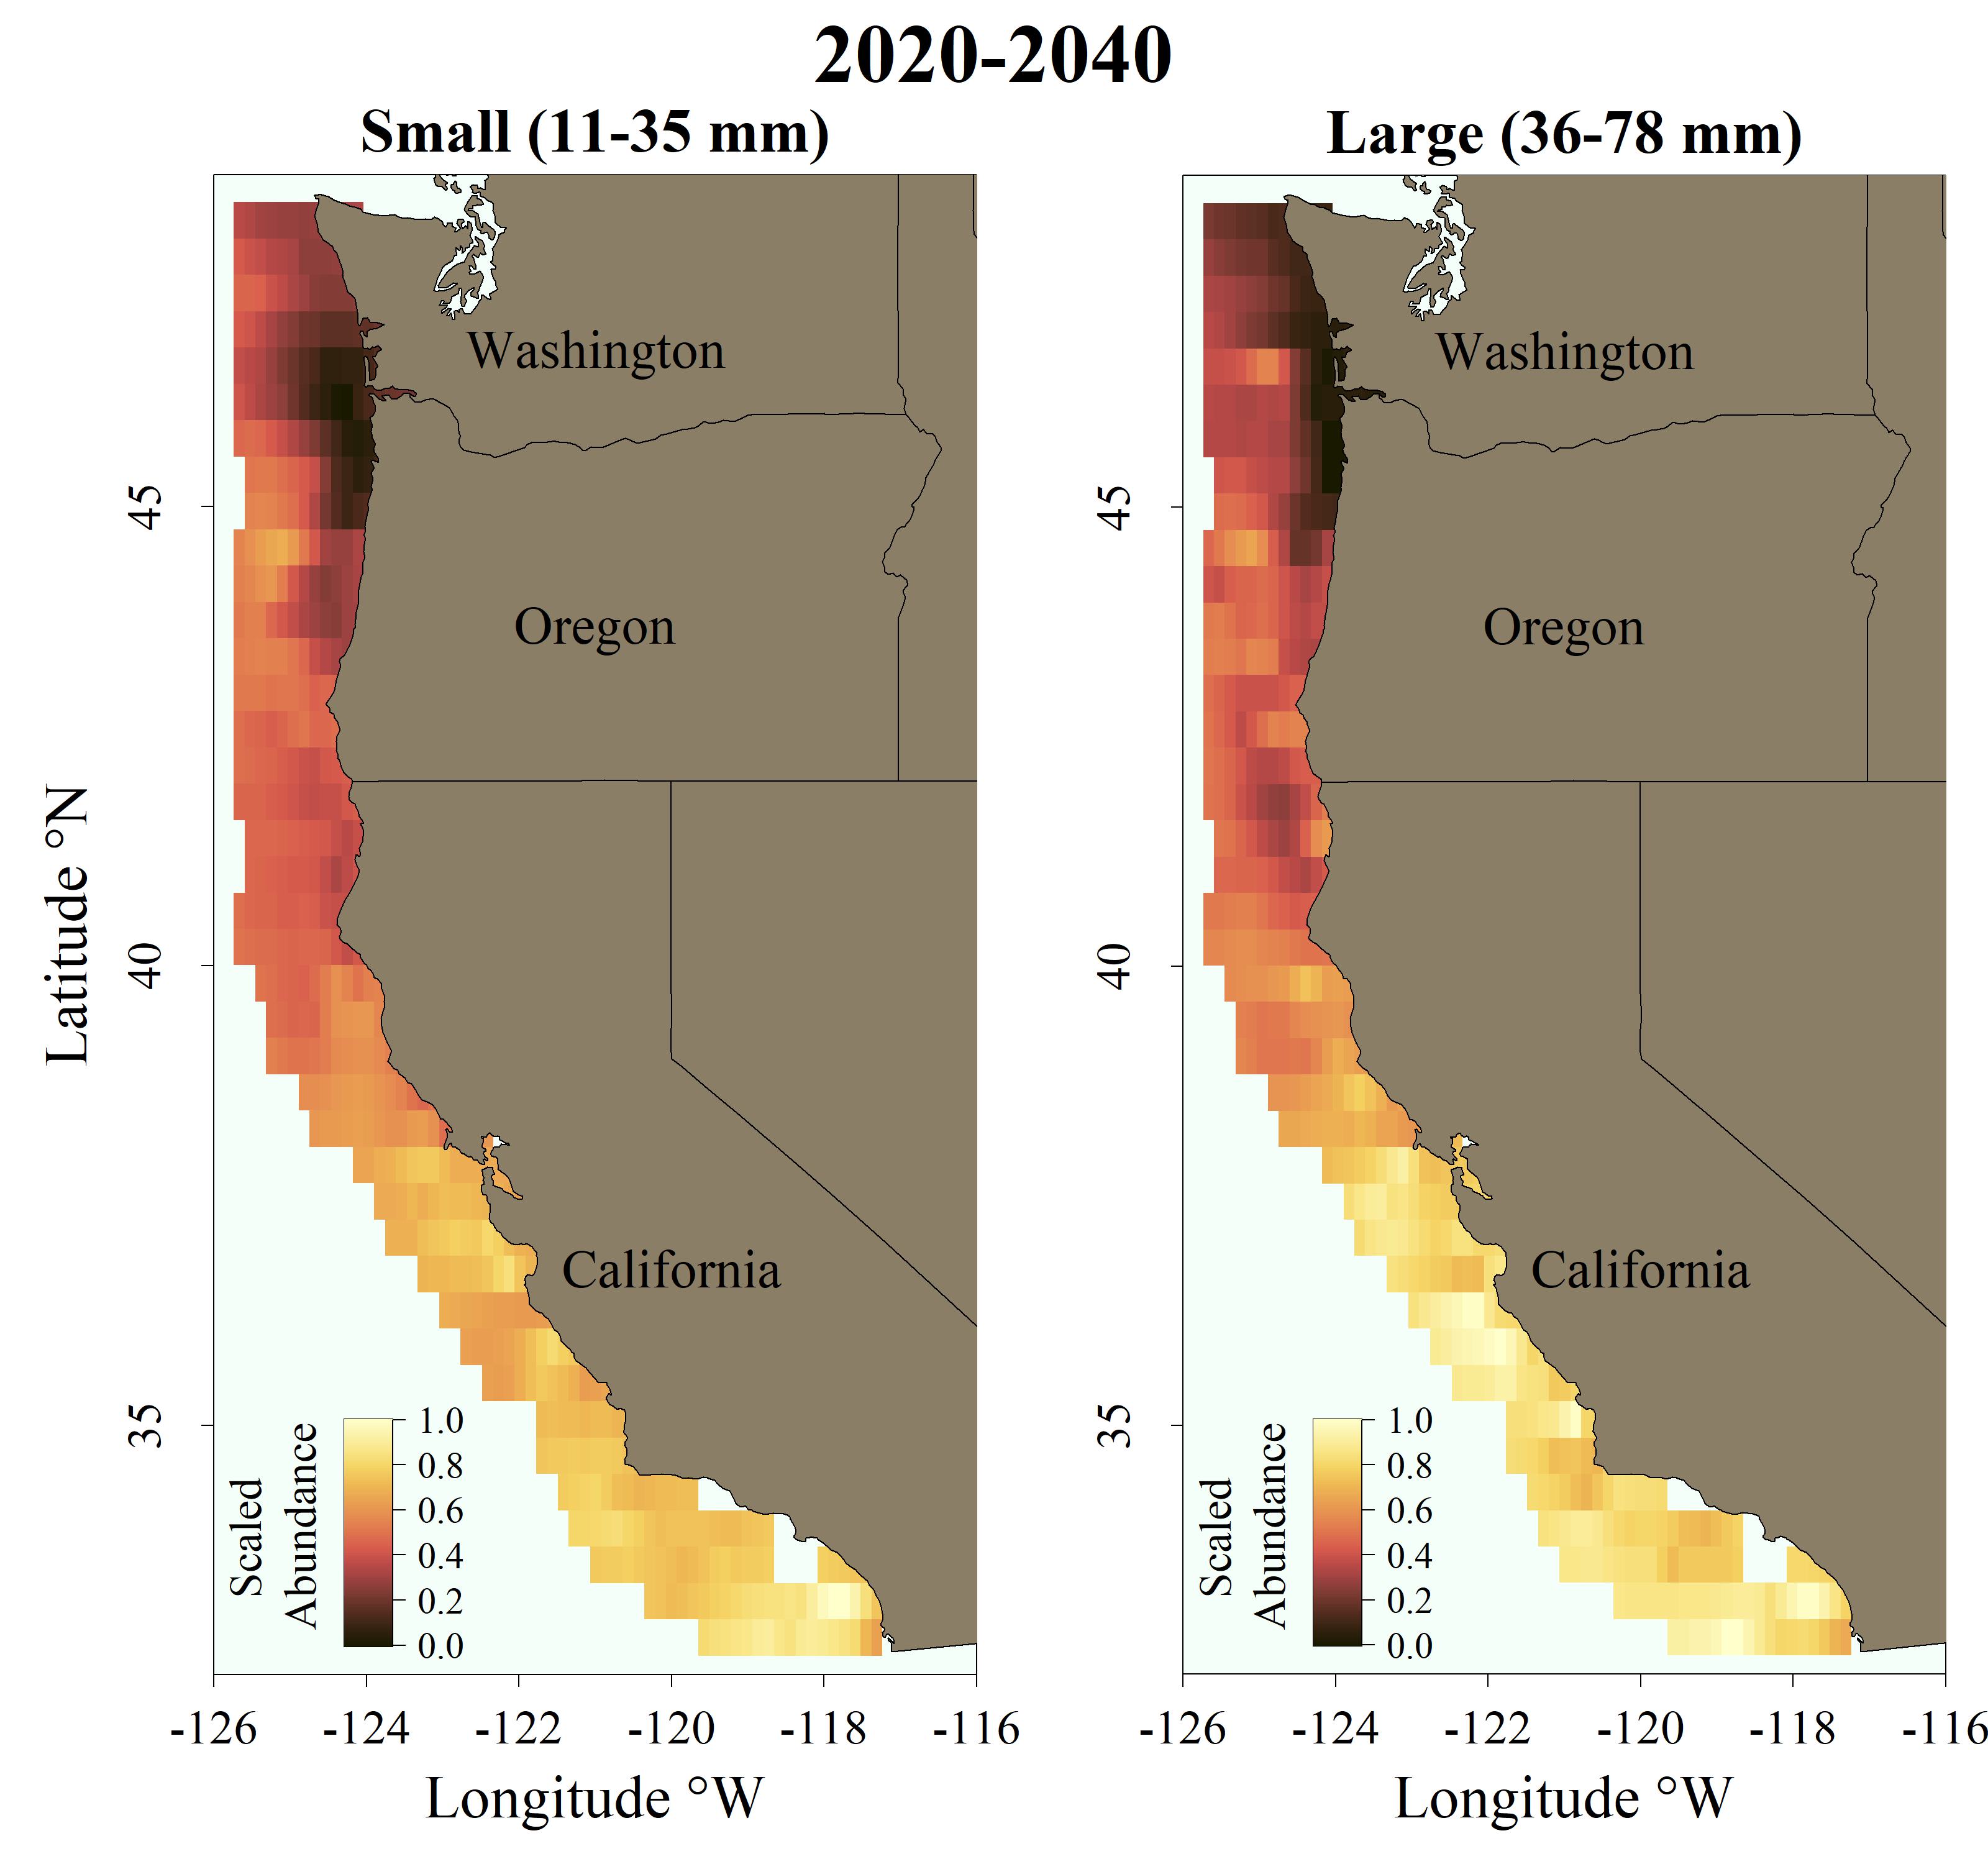 2020-2040
Small (11-35 mm)
Large (36-78 mm)
Latitude °N
45
40
35
Washington
Oregon
California
Scaled
Abundance
1.0
0.8
0.6
0.4
0.2
0.0
-126
-124
-122
-120
-118
-116
Longitude °W
45
40
35
Washington
Oregon
California
Scaled
Abundance
1.0
0.8
0.6
0.4
0.2
0.0
-126
-124
-122
-120
-118
-116
Longitude °W